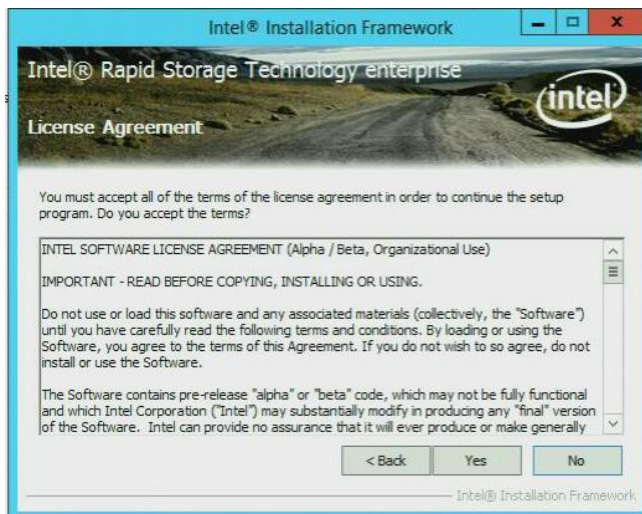 Intel® Installation Framework
Intel® Rapid Storage Technology enterprise
intel
License Agreement
You must accept all of the terms of the license agreement in order to continue the setup
program. Do you accept the terms?
INTEL SOFTWARE LICENSE AGREEMENT (Alpha / Beta, Organizational Use)
IMPORTANT - READ BEFORE COPYING, INSTALLING OR USING.
Do not use or load this software and any associated materials (collectively, the "Software")
until you have carefully read the following terms and conditions. By loading or using the
Software, you agree to the terms of this Agreement. If you do not wish to so agree, do not
install or use the Software.
The Software contains pre-release "alpha" or "beta" code, which may not be fully functional
and which Intel Corporation ("Intel") may substantially modify in producing any "final" version
of the Software. Intel can provide no assurance that it will ever produce or make generally
< Back Yes No
Intel® Installation Framework